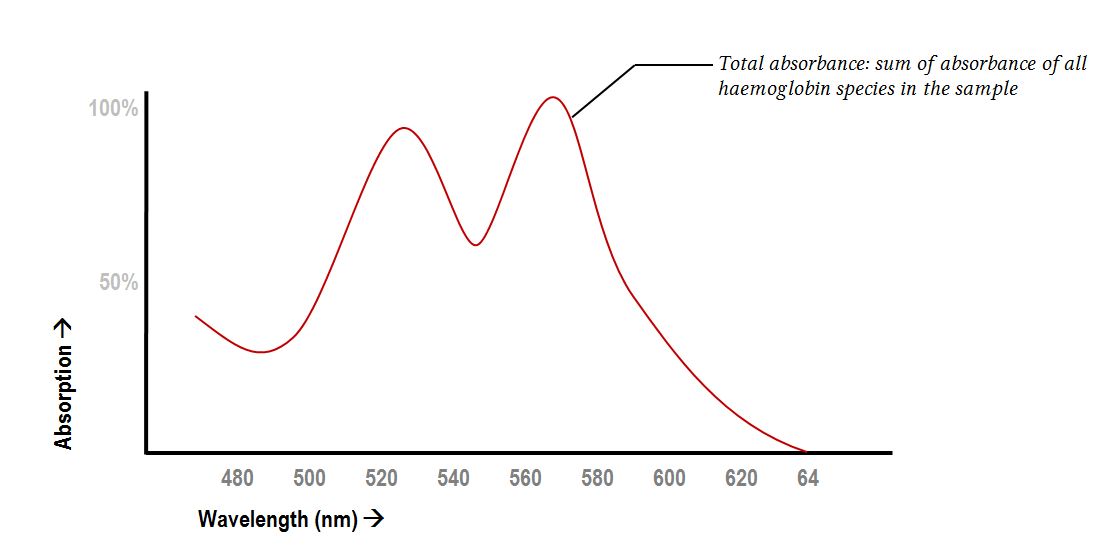 Total absorbance: sum of absorbance of all
haemoglobin species in the sample
100%
50%
Absorption →
480 500 520 540 560 580 600 620 64
Wavelength (nm) →